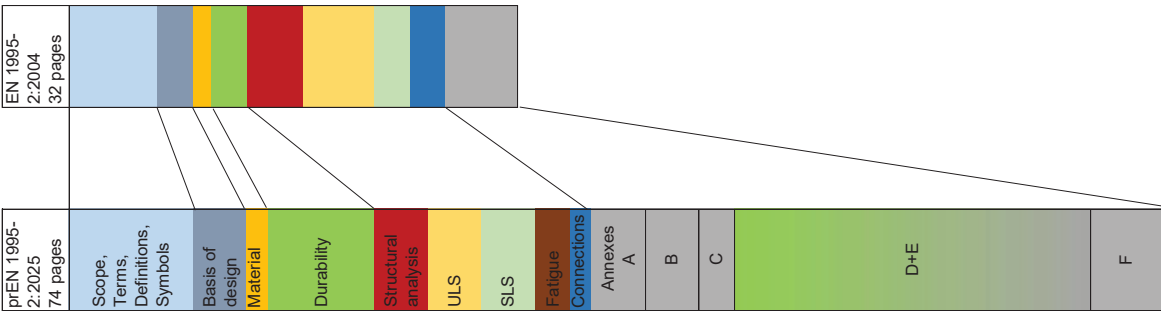 EN 1995-
2:2004
32 pages
prEN 1995-
2:2025
74 pages
Scope,
Terms,
Definitions,
Symbols
Basis of
design
Material
Durability
Structural
analysis
ULS
SLS
Fatigue
Connections
Annexes
A
B
C
D+E
F